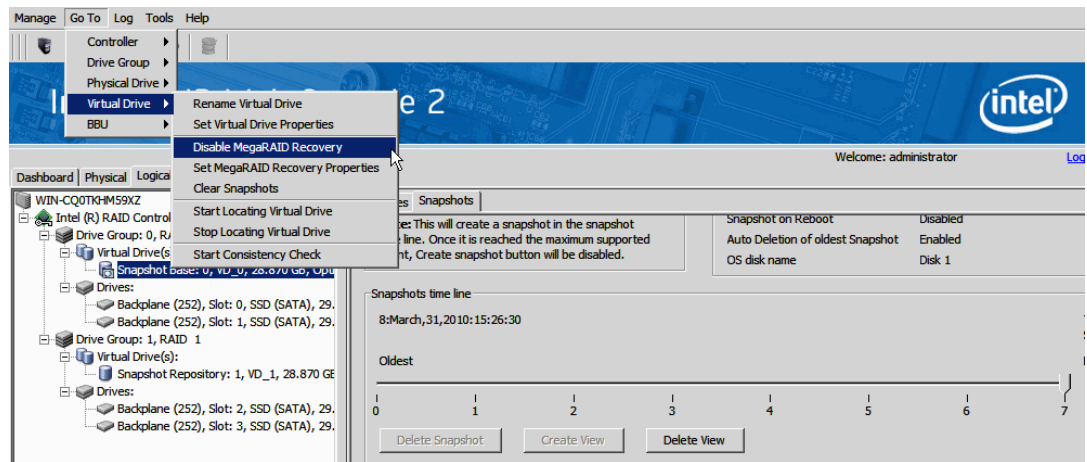 Manage Go To Log Tools Help
Controller
Drive Group
Physical Drive
Virtual Drive
BBU
Rename Virtual Drive
Set Virtual Drive Properties
Disable MegaRAID Recovery
Set MegaRAID Recovery Properties
Clear Snapshots
Start Locating Virtual Drive
Stop Locating Virtual Drive
Start Consistency Check
e 2
intel
Welcome: administrator
Log
Dashboard Physical Logica
WIN-CQ0TKHM59XZ
Intel (R) RAID Control
Drive Group: 0, RA
Virtual Drive(s
Snapshot Base: 0, VD_0, 28.870 GB, Opti
Drives:
Backplane (252), Slot: 0, SSD (SATA), 29.
Backplane (252), Slot: 1, SSD (SATA), 29.
Drive Group: 1, RAID 1
Virtual Drive(s):
Snapshot Repository: 1, VD_1, 28.870 GB
Drives:
Backplane (252), Slot: 2, SSD (SATA), 29.
Backplane (252), Slot: 3, SSD (SATA), 29.
es Snapshots
e: This will create a snapshot in the snapshot
line. Once it is reached the maximum supported
nt, Create snapshot button will be disabled.
Snapshot on Reboot Disabled
Auto Deletion of oldest Snapshot Enabled
OS disk name Disk 1
Snapshots time line
8:March,31,2010:15:26:30
Oldest
0 1 2 3 4 5 6 7
Delete Snapshot Create View Delete View